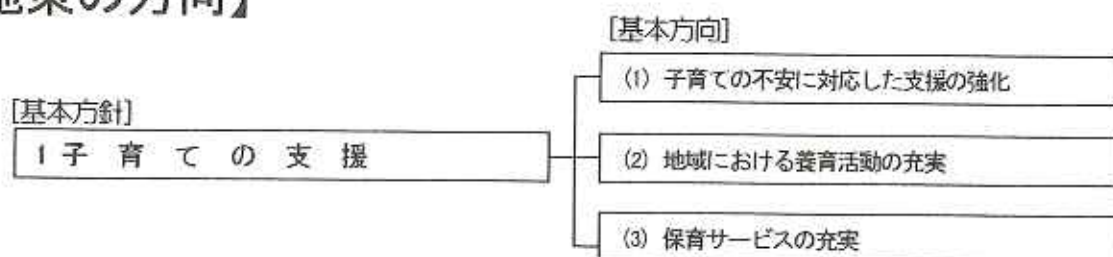 施策の方向】
[基本方向]
(1) 子育ての不安に対応した支援の強化
[基本方針]
1 子 育 て の 支 援
(2) 地域における養育活動の充実
(3) 保育サービスの充実